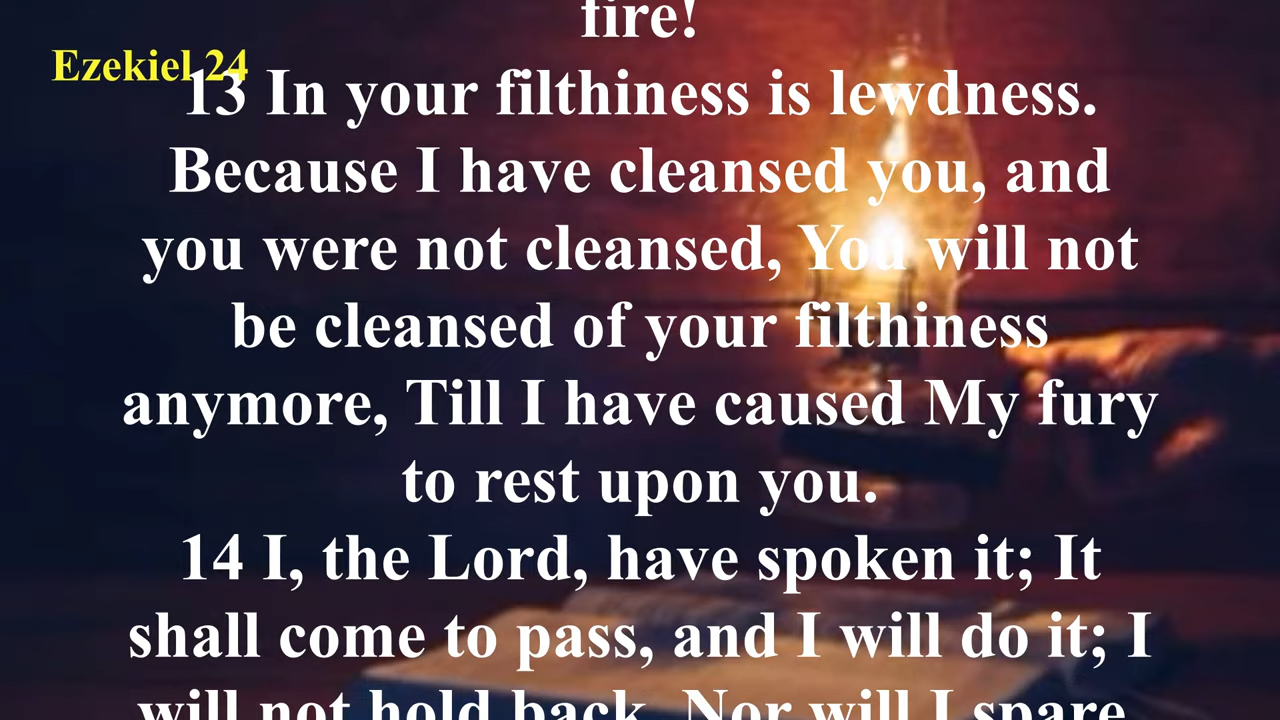 fire!
Ezekiel 24
13 In your filthiness is lewdness.
Because I have cleansed you, and
you were not cleansed, You will not
be cleansed of your filthiness
anymore, Till I have caused My fury
to rest upon you.
14 I, the Lord, have spoken it; It
shall come to pass, and I will do it; I
will not hold back, Nor will I spare,